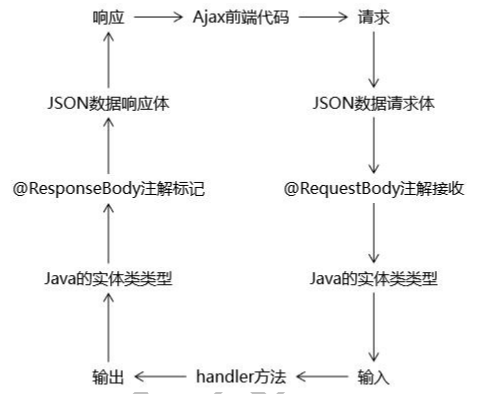 响应 Ajax前端代码 请求
JSON数据响应体 JSON数据请求体
@ResponseBody注解标记 @RequestBody注解接收
Java的实体类类型 Java的实体类类型
输出 handler方法 输入